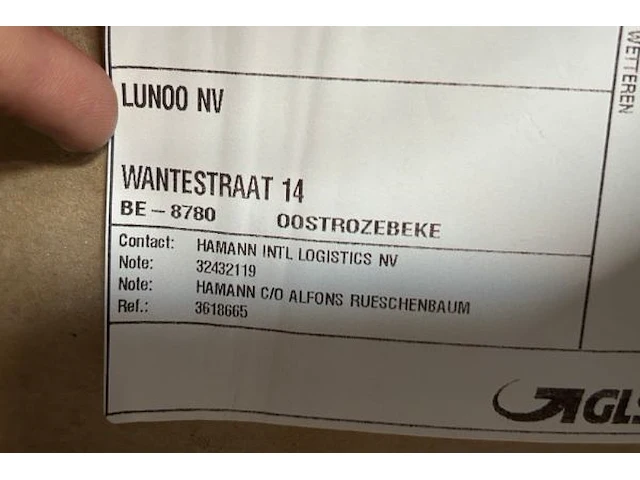 LUNOO NV
WANTESTRAAT 14
BE - 8780 OOSTROZEBEKE
Contact: HAMANN INTL LOGISTICS NV
Note: 32432119
Note: HAMANN C/O ALFONS RUESCHENBAUM
Ref.: 3618665
WETTEREN
GLS